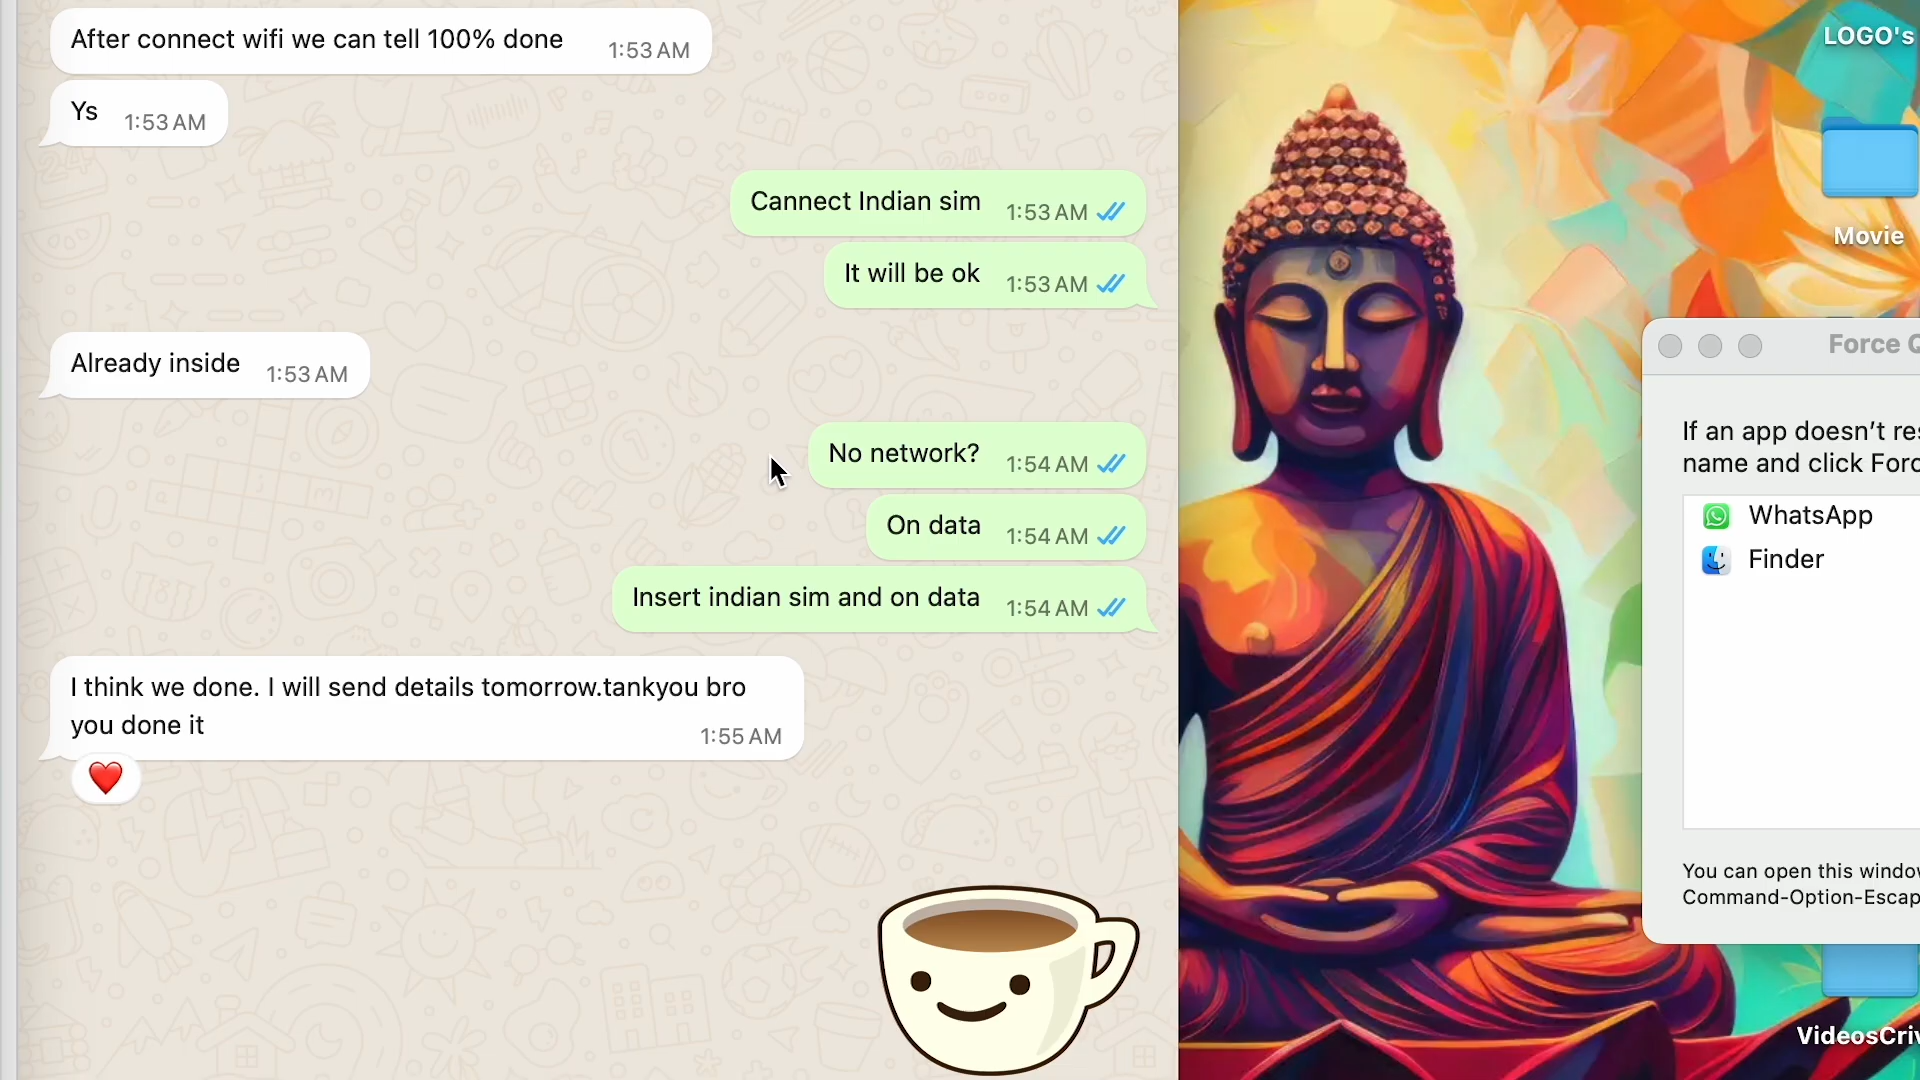 After connect wifi we can tell 100% done
1:53 AM
Ys
1:53 AM
Cannect Indian sim
1:53 AM
It will be ok
1:53 AM
Already inside
1:53 AM
No network?
1:54 AM
On data
1:54 AM
Insert indian sim and on data
1:54 AM
I think we done. I will send details tomorrow.tankyou bro
you done it
1:55 AM
LOGO's
Movie
Force
If an app doesn’t
name and click
WhatsApp
Finder
You can open this
Command-Option-